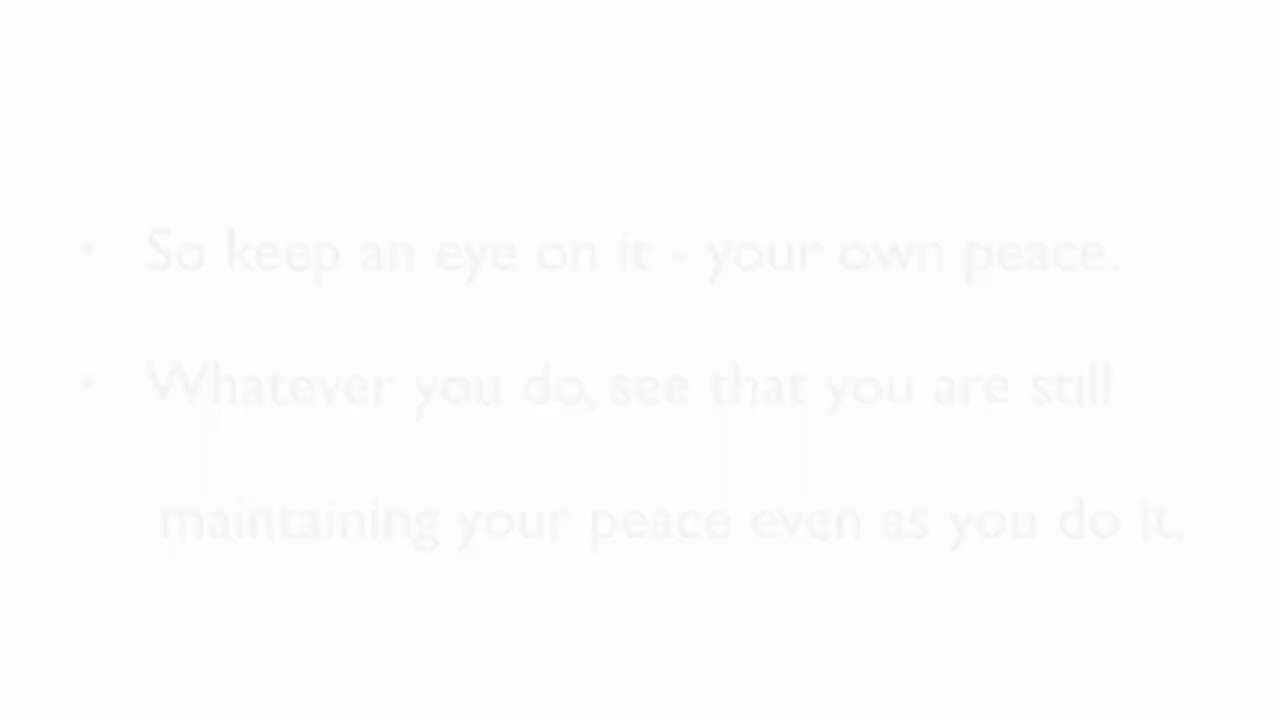 • So keep an eye on it - your own peace.
• Whatever you do, see that you are still
maintaining your peace even as you do it.